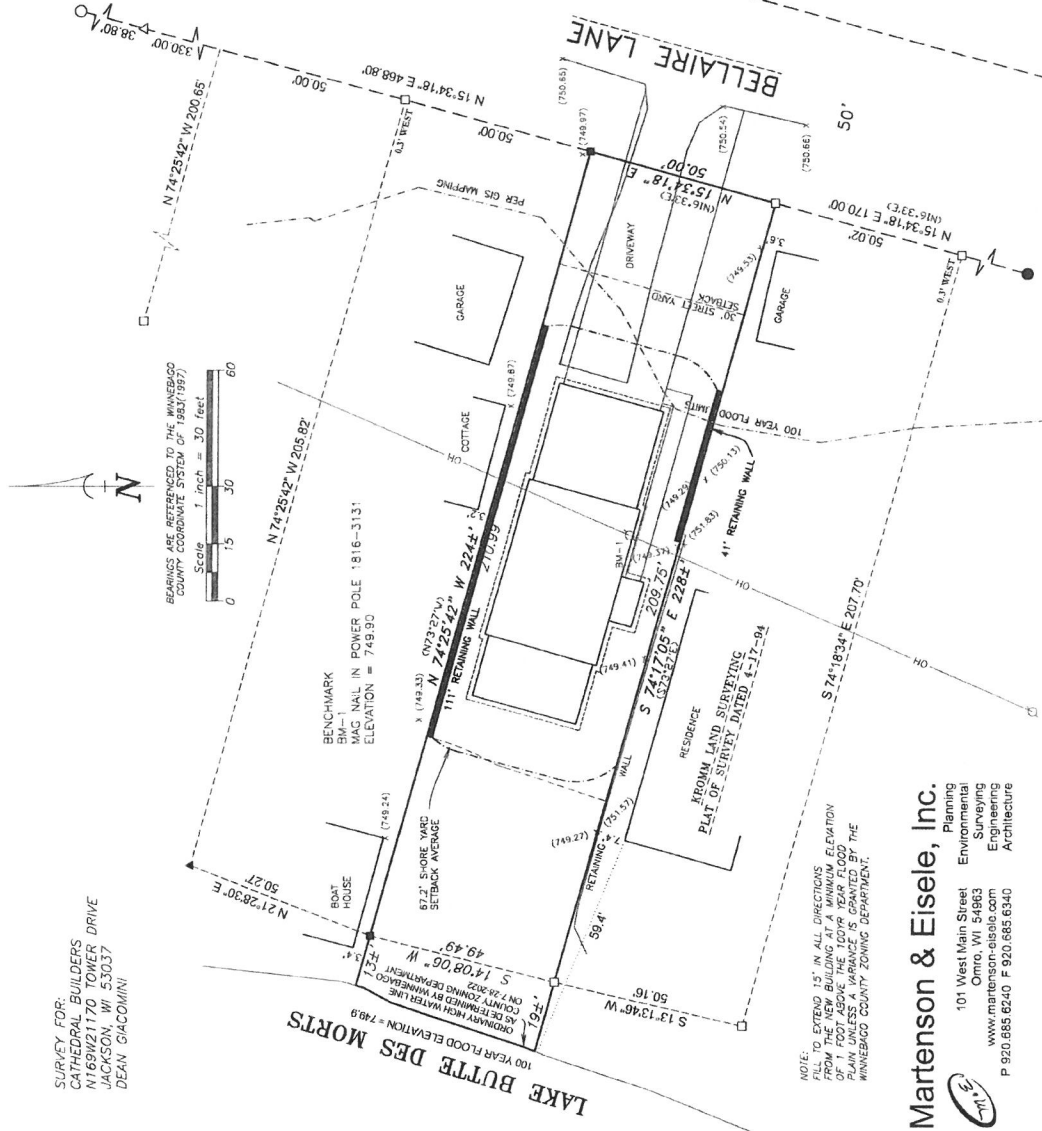 SURVEY FOR:
CATHEDRAL BUILDERS
N169W21170 TOWER DRIVE
JACKSON, WI 53037
DEAN GIACOMINI
N
BEARINGS ARE REFERENCED TO THE WINNEBAGO
COUNTY COORDINATE SYSTEM OF 1983(1997)
Scale 1 inch = 30 feet
0 15 30 60
BENCHMARK
BM-1
MAG NAIL IN POWER POLE 1816-3131
ELEVATION = 749.90
38.80'
330.00'
N 15°34'18" E 468.80'
50.00'
50.00'
0.3' WEST
N 74°25'42" W 200.65'
N 74°25'42" W 205.82'
BELLAIRE LANE
50'
(750.65)
X (749.97)
(750.54)
(750.66)
N 15°34'18" E
50.00'
(N16°33'E)
N 15°34'18" E 170.00'
(N16°33'E)
50.02'
0.3' WEST
PER GIS MAPPING
DRIVEWAY
30' STREET YARD
SETBACK
GARAGE
GARAGE
3.6'
(749.53)
COTTAGE
X (749.67)
3.2'
OH
OH
OH
100 YEAR FLOOD LIMITS
41' RETAINING WALL
X (750.13)
(749.29)
(751.83)
(749.37)
BM-1
(N73°27'W)
N 74°25'42" W 224±'
210.99
111' RETAINING WALL
X (749.33)
209.75'
S 74°17'05" E 228±'
(S73°27'E)
(749.41)
RESIDENCE
KROMM LAND SURVEYING
PLAT OF SURVEY DATED 4-17-94
S 74°18'34" E 207.70'
X (749.24)
BOAT
HOUSE
50.27'
N 21°28'30" E
67.2' SHORE YARD
SETBACK AVERAGE
(749.27)
(751.57)
7.4'
RETAINING
WALL
59.4'
3.4'
S 14°08'06" W
49.49'
ORDINARY HIGH WATER LINE
AS DETERMINED BY WINNEBAGO
COUNTY ZONING DEPARTMENT
ON 7-28-2022
100 YEAR FLOOD ELEVATION = 749.9
19±'
LAKE BUTTE DES MORTS
50.16'
S 13°13'46" W
NOTE:
FILL TO EXTEND 15' IN ALL DIRECTIONS
FROM THE NEW BUILDING AT A MINIMUM ELEVATION
OF 1 FOOT ABOVE THE 100YR YEAR FLOOD
PLAIN UNLESS A VARIANCE IS GRANTED BY THE
WINNEBAGO COUNTY ZONING DEPARTMENT.
Martenson & Eisele, Inc.
Planning
Environmental
Surveying
Engineering
Architecture
101 West Main Street
Omro, WI 54963
www.martenson-eisele.com
P 920.685.6240 F 920.685.6340